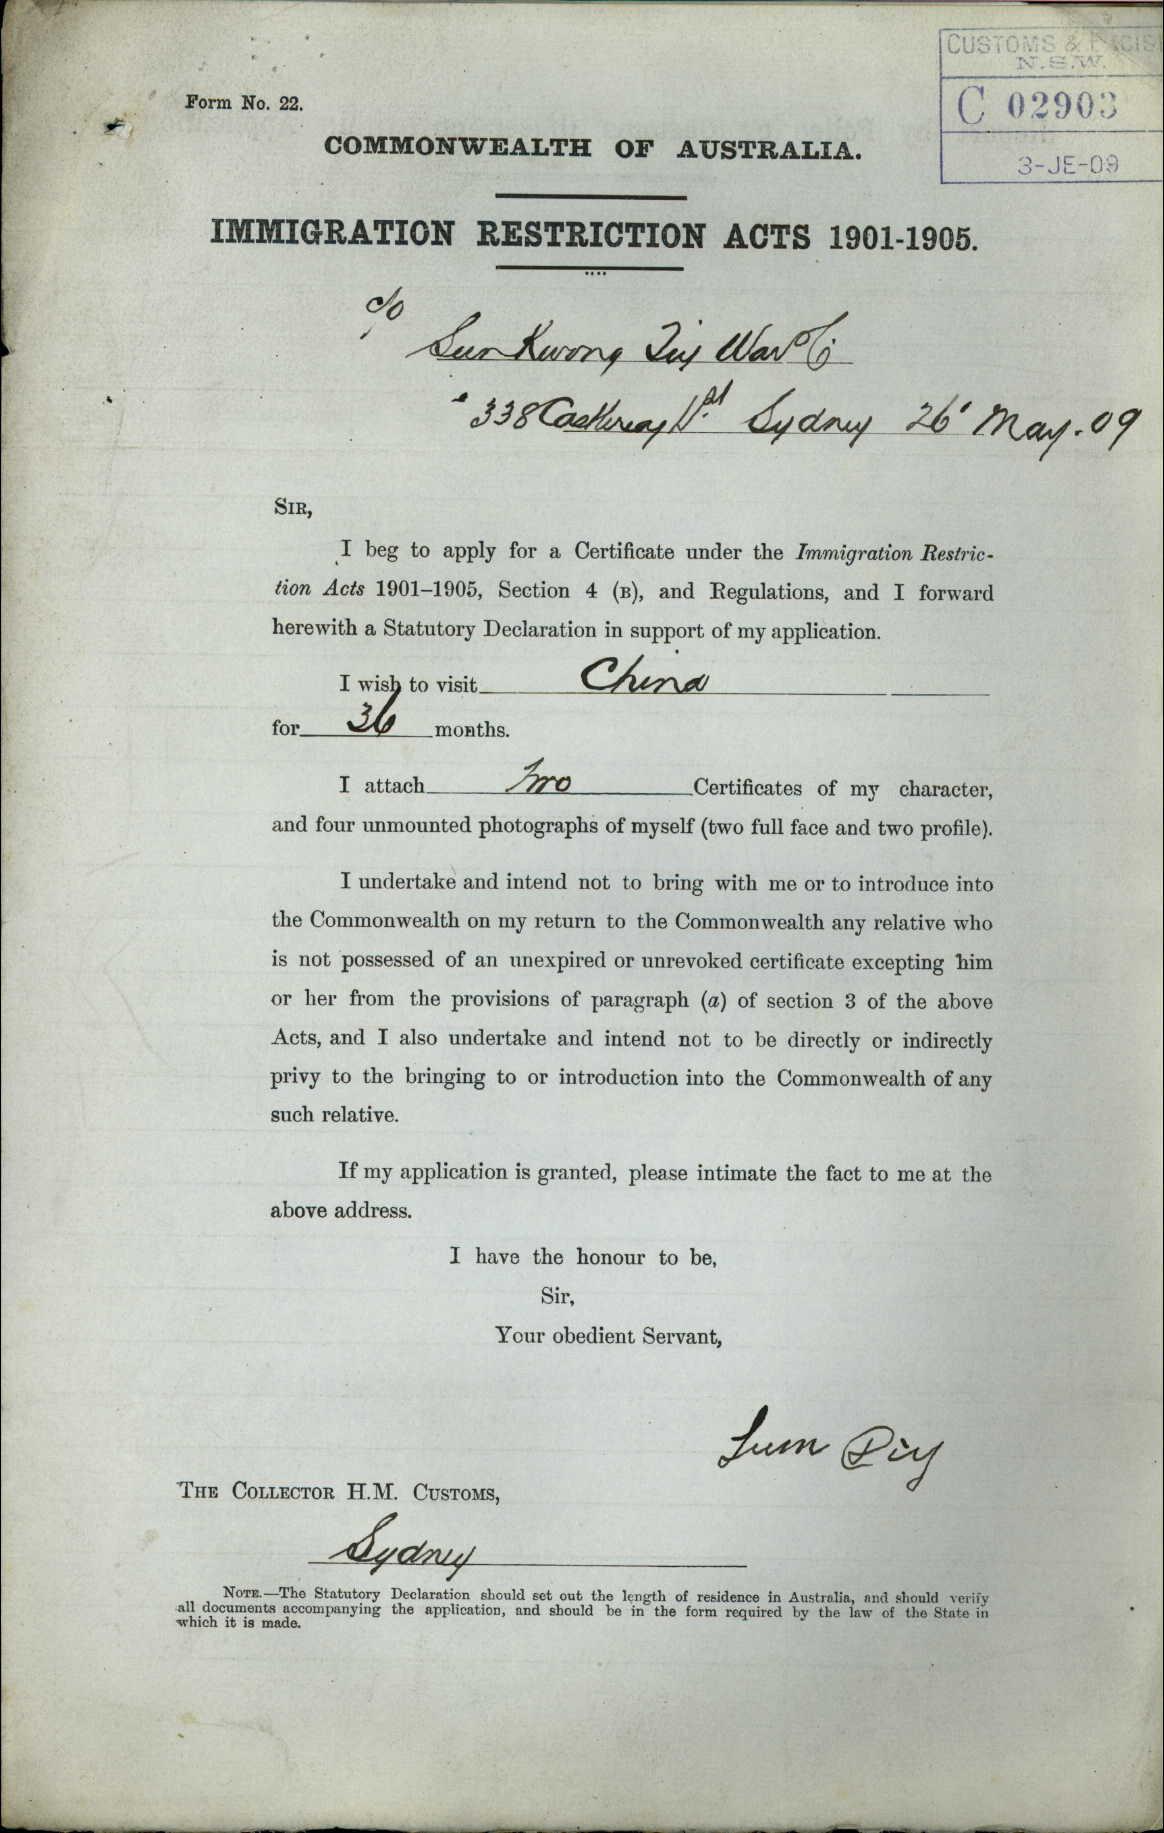 CUSTOMS & EXCISE
N.S.W.
C 02903
3-JE-09
Form No. 22.
COMMONWEALTH OF AUSTRALIA.
IMMIGRATION RESTRICTION ACTS 1901-1905.
c/o
Sun Kwong War Co
338 Castlereagh St Sydney 26 May. 09
SIR,
I beg to apply for a Certificate under the Immigration Restric-
tion Acts 1901–1905, Section 4 (B), and Regulations, and I forward
herewith a Statutory Declaration in support of my application.
I wish to visit China
for 36 months.
I attach two Certificates of my character,
and four unmounted photographs of myself (two full face and two profile).
I undertake and intend not to bring with me or to introduce into
the Commonwealth on my return to the Commonwealth any relative who
is not possessed of an unexpired or unrevoked certificate excepting him
or her from the provisions of paragraph (a) of section 3 of the above
Acts, and I also undertake and intend not to be directly or indirectly
privy to the bringing to or introduction into the Commonwealth of any
such relative.
If my application is granted, please intimate the fact to me at the
above address.
I have the honour to be,
Sir,
Your obedient Servant,
Lum Piy
THE COLLECTOR H.M. CUSTOMS,
Sydney
NOTE.—The Statutory Declaration should set out the length of residence in Australia, and should verify
all documents accompanying the application, and should be in the form required by the law of the State in
which it is made.